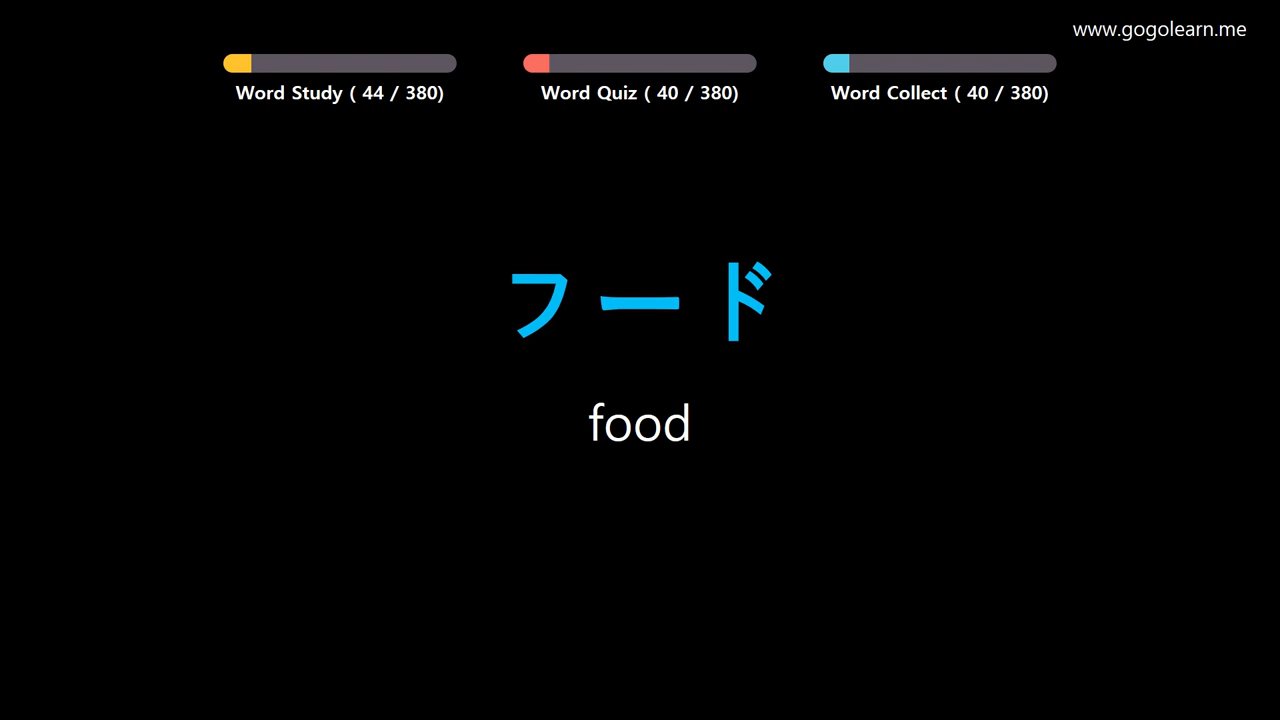 www.gogolearn.me
Word Study ( 44 / 380)
Word Quiz ( 40 / 380)
Word Collect ( 40 / 380)
フード
food